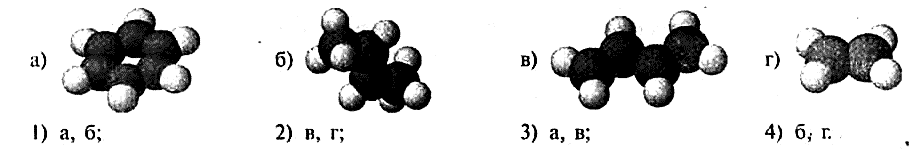 а) б) в) г)
1) а, б; 2) в, г; 3) а, в; 4) б, г.